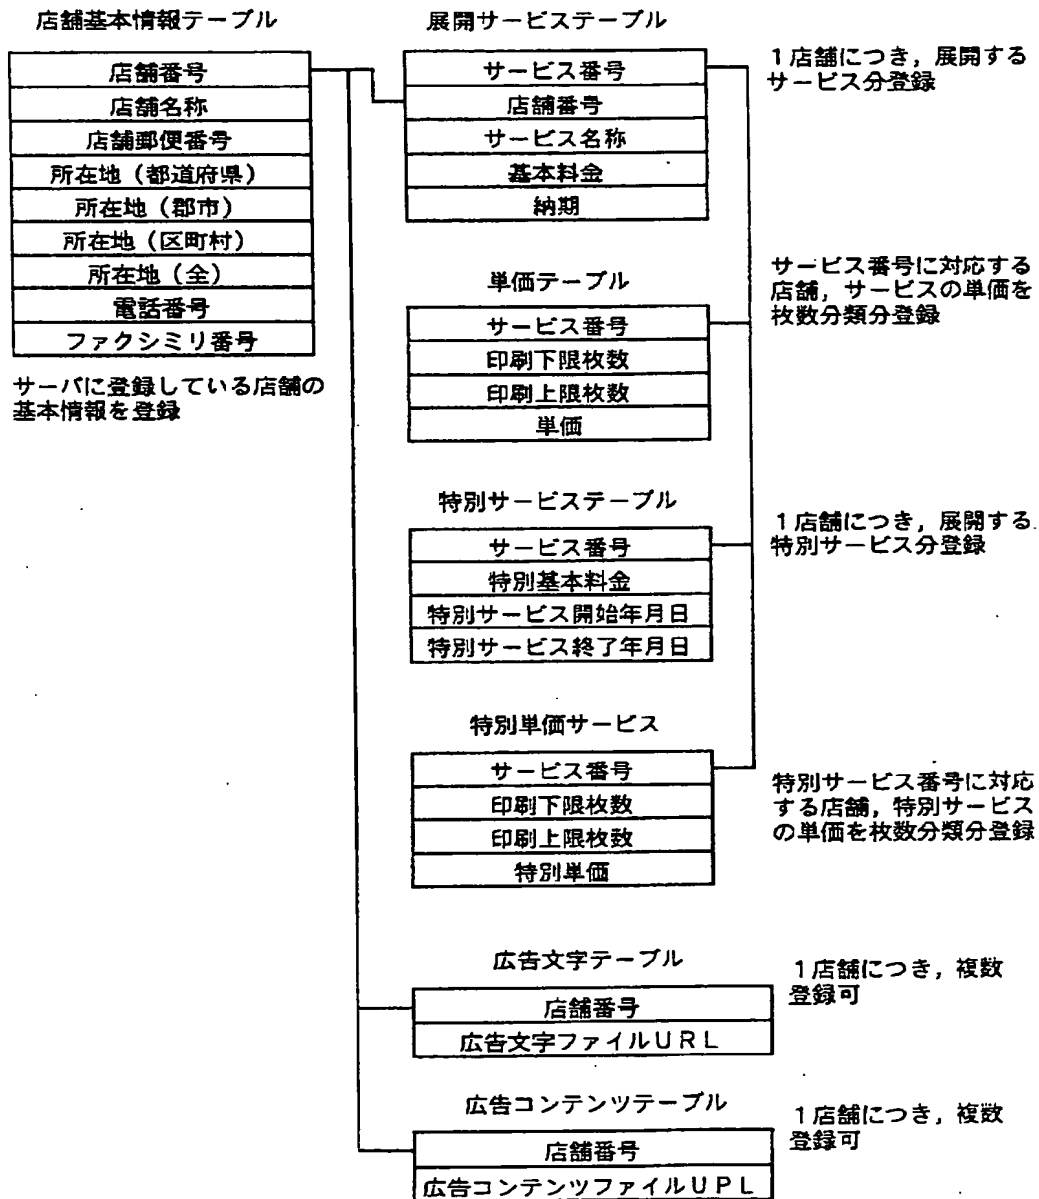 店舗基本情報テーブル
店舗番号
店舗名称
店舗郵便番号
所在地（都道府県）
所在地（郡市）
所在地（区町村）
所在地（全）
電話番号
ファクシミリ番号
サーバに登録している店舗の
基本情報を登録
展開サービステーブル
サービス番号
店舗番号
サービス名称
基本料金
納期
1店舗につき，展開する
サービス分登録
単価テーブル
サービス番号
印刷下限枚数
印刷上限枚数
単価
サービス番号に対応する
店舗，サービスの単価を
枚数分類分登録
特別サービステーブル
サービス番号
特別基本料金
特別サービス開始年月日
特別サービス終了年月日
1店舗につき，展開する
特別サービス分登録
特別単価サービス
サービス番号
印刷下限枚数
印刷上限枚数
特別単価
特別サービス番号に対応
する店舗，特別サービス
の単価を枚数分類分登録
広告文字テーブル
店舗番号
広告文字ファイルＵＲＬ
1店舗につき，複数
登録可
広告コンテンツテーブル
店舗番号
広告コンテンツファイルＵＰＬ
1店舗につき，複数
登録可